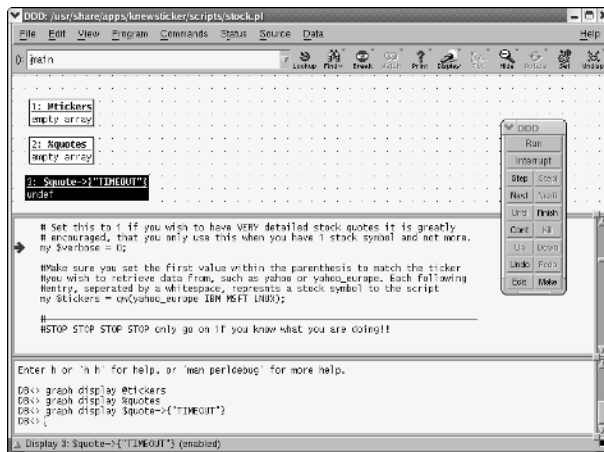 DDD: /usr/share/apps/knewsticker/scripts/stock.pl
File Edit View Program Commands Status Source Data Help
(): main
Lookup Find» Break Watch Print Display Plot Hide Rotate Set Undisp
1: @tickers
empty array
2: %quotes
empty array
3: $quote->{"TIMEOUT"}
undef
DDD
Run
Interrupt
Step Stepi
Next Nexti
Until Finish
Cont Kill
Up Down
Undo Redo
Edit Make
# Set this to 1 if you wish to have VERY detailed stock quotes it is greatly
# encouraged, that you only use this when you have 1 stock symbol and not more.
my $verbose = 0;
#Make sure you set the first value within the parenthesis to match the ticker
#you wish to retrieve data from, such as yahoo or yahoo_europe. Each following
#entry, seperated by a whitespace, represnts a stock symbol to the script
my @tickers = qw(yahoo_europe IBM MSFT LNUX);
#STOP STOP STOP STOP only go on if you know what you are doing!!
Enter h or `h h' for help, or `man perldebug' for more help.
DB<> graph display @tickers
DB<> graph display %quotes
DB<> graph display $quote->{"TIMEOUT"}
DB<>
Display 3: $quote->{"TIMEOUT"} (enabled)